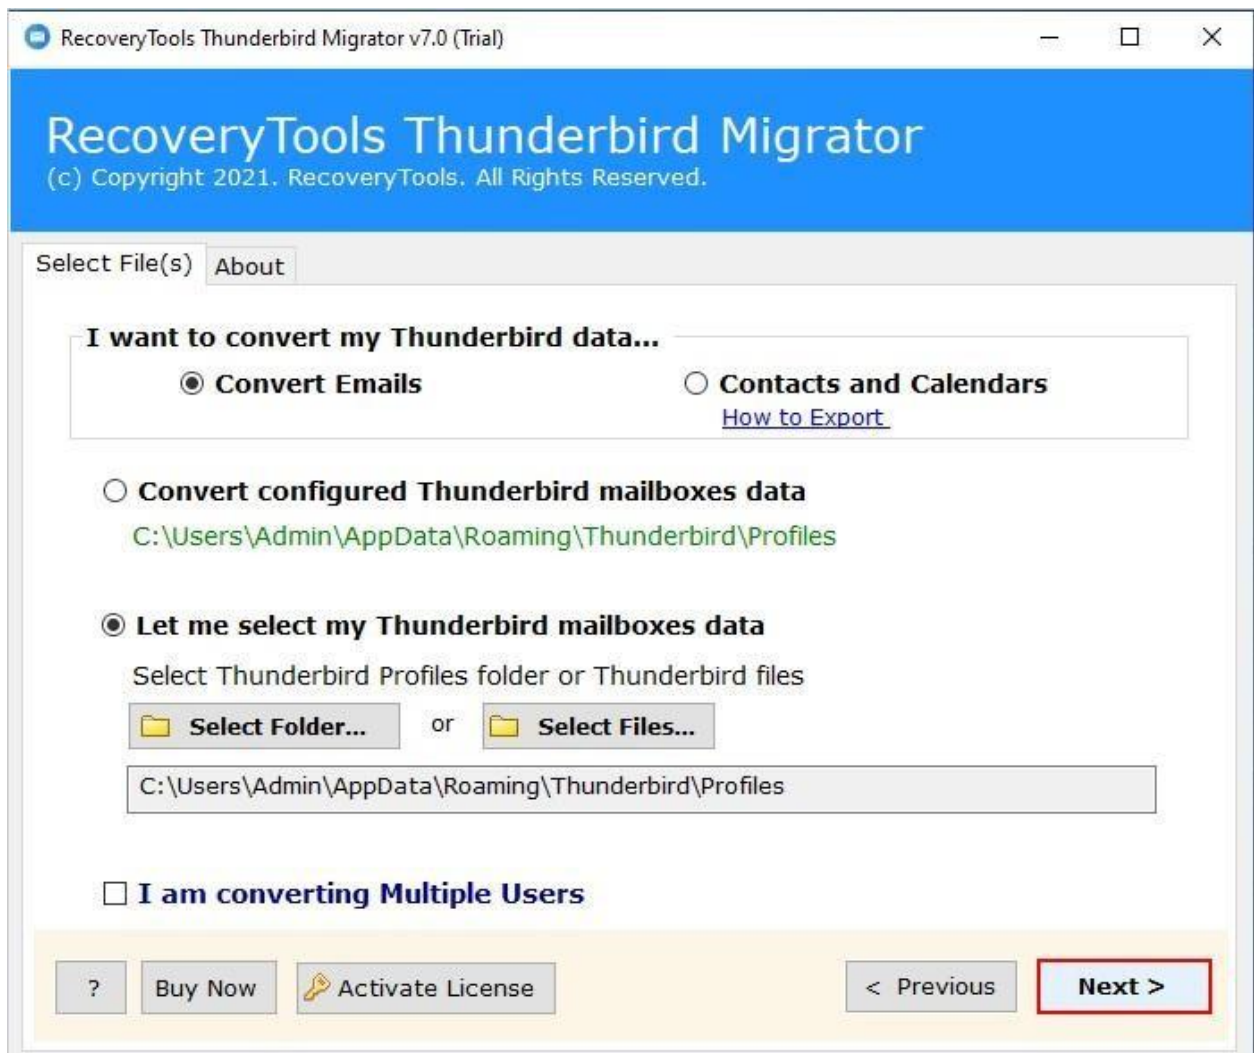 RecoveryTools Thunderbird Migrator v7.0 (Trial)
RecoveryTools Thunderbird Migrator
(c) Copyright 2021. RecoveryTools. All Rights Reserved.
Select File(s) About
I want to convert my Thunderbird data...
Convert Emails Contacts and Calendars
How to Export
Convert configured Thunderbird mailboxes data
C:\Users\Admin\AppData\Roaming\Thunderbird\Profiles
Let me select my Thunderbird mailboxes data
Select Thunderbird Profiles folder or Thunderbird files
Select Folder... or Select Files...
C:\Users\Admin\AppData\Roaming\Thunderbird\Profiles
I am converting Multiple Users
? Buy Now Activate License < Previous Next >